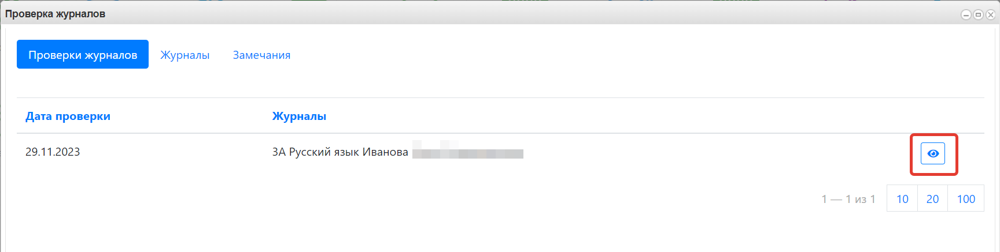 Проверка журналов
Проверки журналов Журналы Замечания
Дата проверки Журналы
29.11.2023 3А Русский язык Иванова
1 — 1 из 1 10 20 100